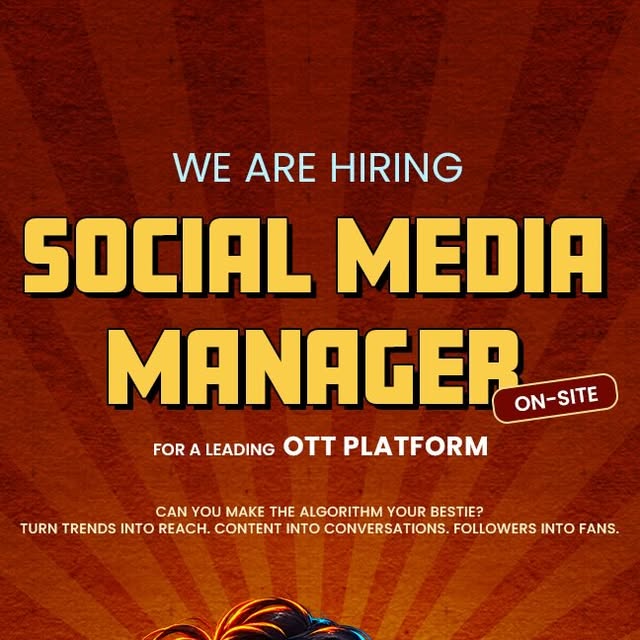 WE ARE HIRING
SOCIAL MEDIA
MANAGER
ON-SITE
FOR A LEADING OTT PLATFORM
CAN YOU MAKE THE ALGORITHM YOUR BESTIE?
TURN TRENDS INTO REACH. CONTENT INTO CONVERSATIONS. FOLLOWERS INTO FANS.